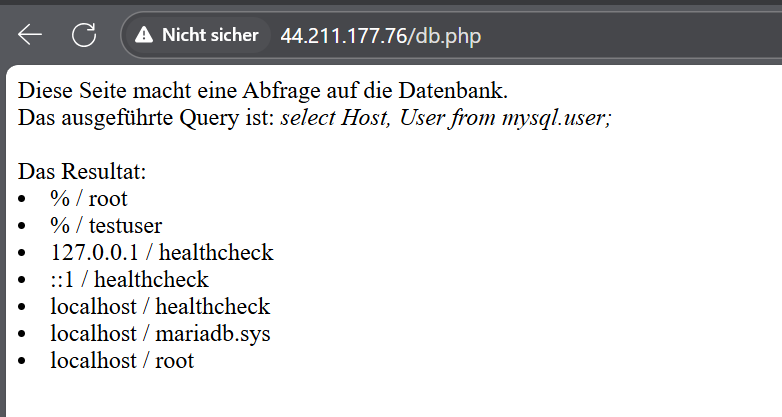 Nicht sicher 44.211.177.76/db.php
Diese Seite macht eine Abfrage auf die Datenbank.
Das ausgeführte Query ist: select Host, User from mysql.user;
Das Resultat:
• % / root
• % / testuser
• 127.0.0.1 / healthcheck
• ::1 / healthcheck
• localhost / healthcheck
• localhost / mariadb.sys
• localhost / root